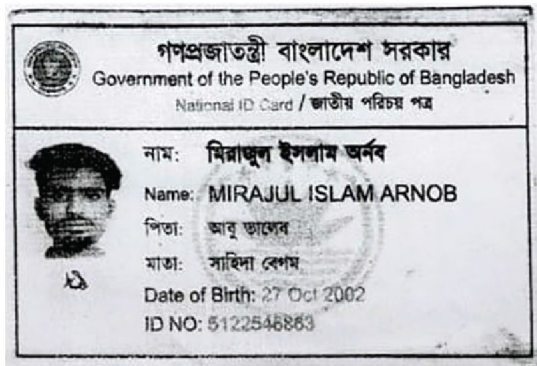 গণপ্রজাতন্ত্রী বাংলাদেশ সরকার
Government of the People's Republic of Bangladesh
National ID Card / জাতীয় পরিচয় পত্র
নাম: মিরাজুল ইসলাম অর্নব
Name: MIRAJUL ISLAM ARNOB
পিতা: আবু তালেব
মাতা: সাহিদা বেগম
Date of Birth: 27 Oct 2002
ID NO: 5122546863